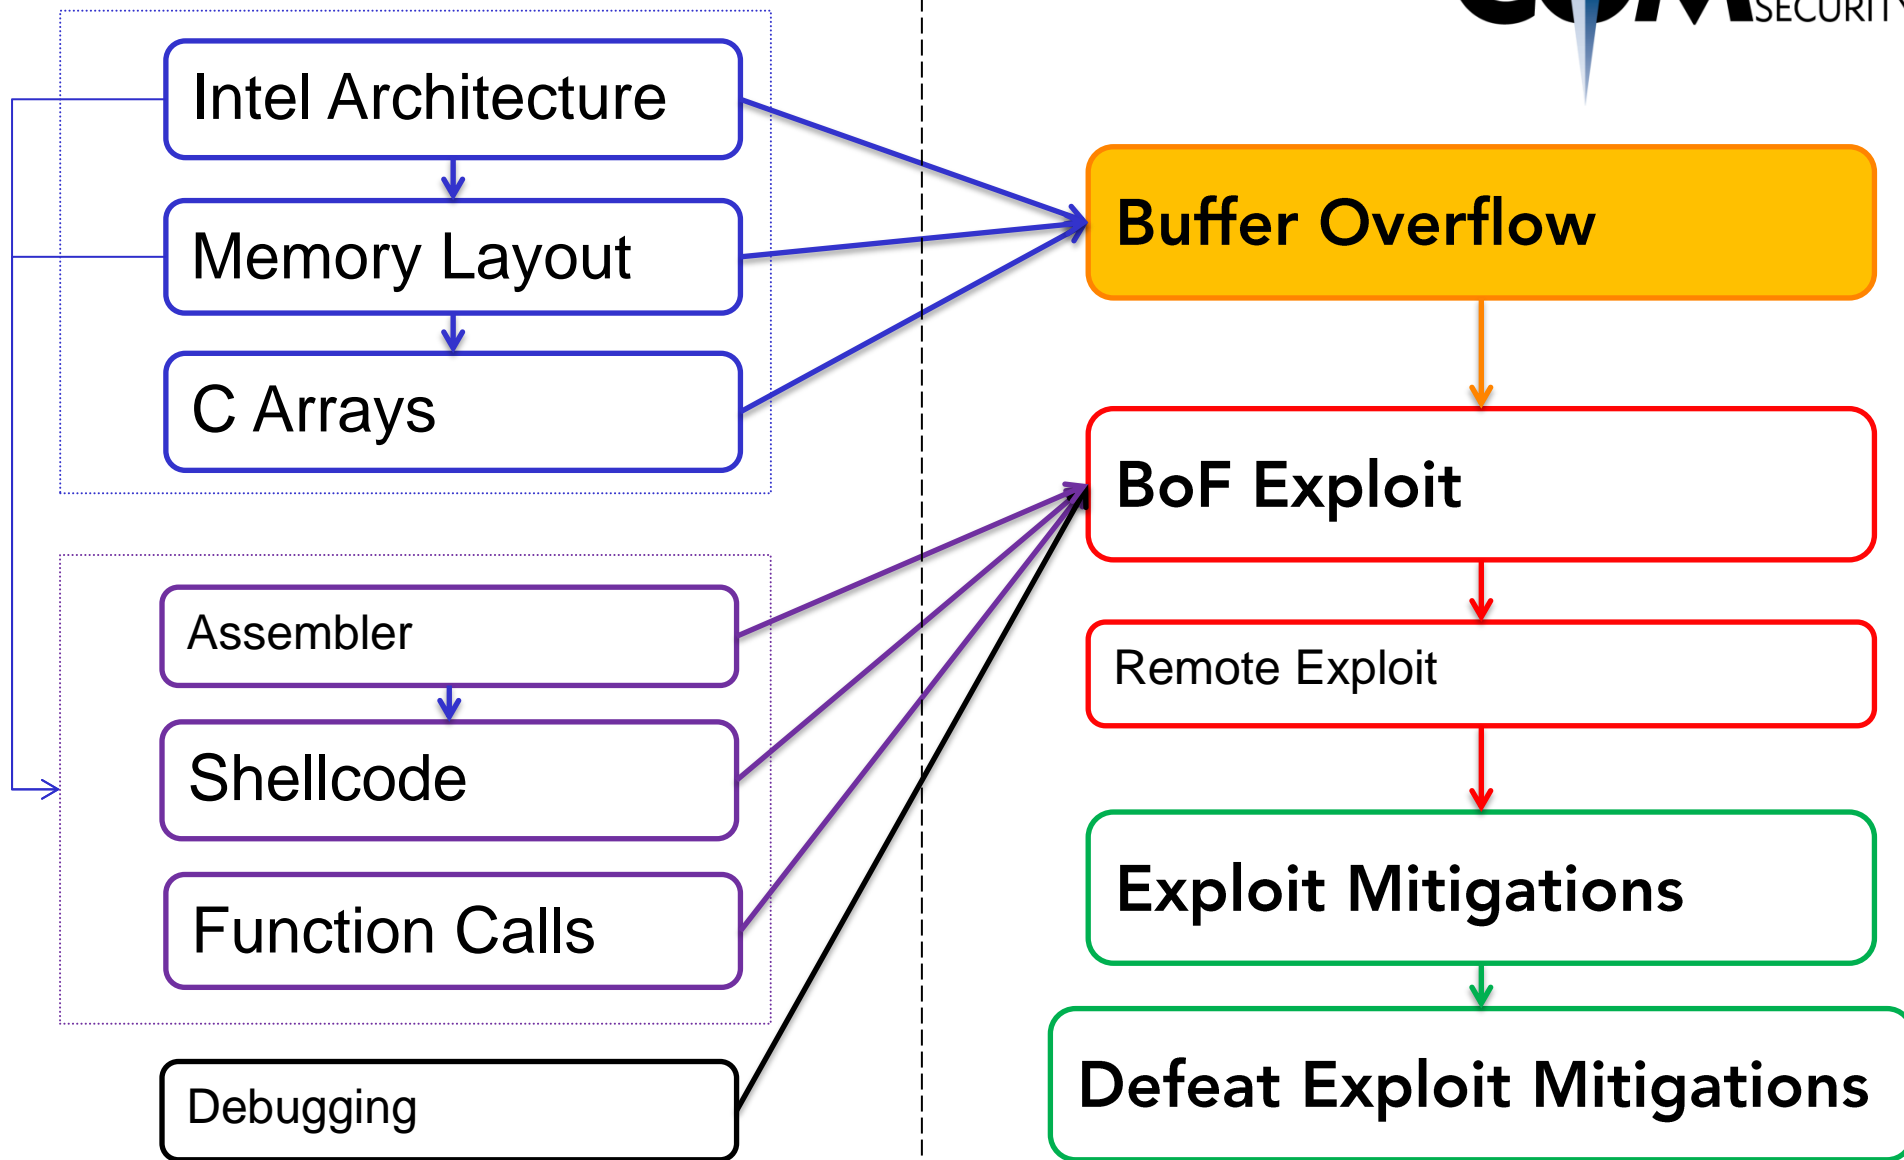 SECURITY
Intel Architecture
Memory Layout
C Arrays
Assembler
Shellcode
Function Calls
Debugging
Buffer Overflow
BoF Exploit
Remote Exploit
Exploit Mitigations
Defeat Exploit Mitigations